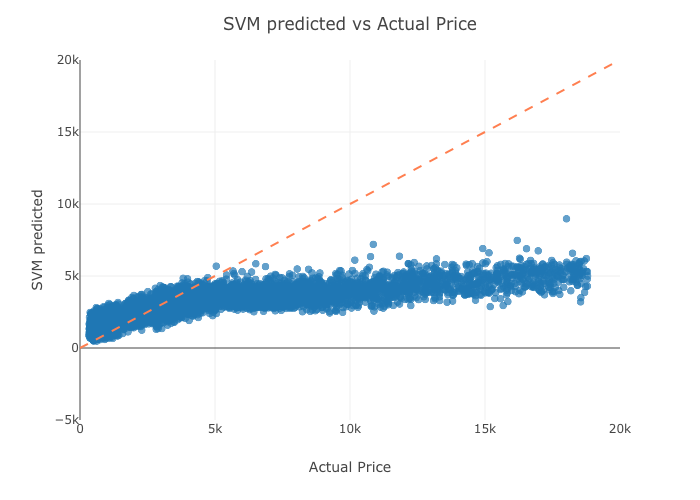 SVM predicted vs Actual Price
20k
15k
10k
5k
0
−5k
0
5k
10k
15k
20k
SVM predicted
Actual Price